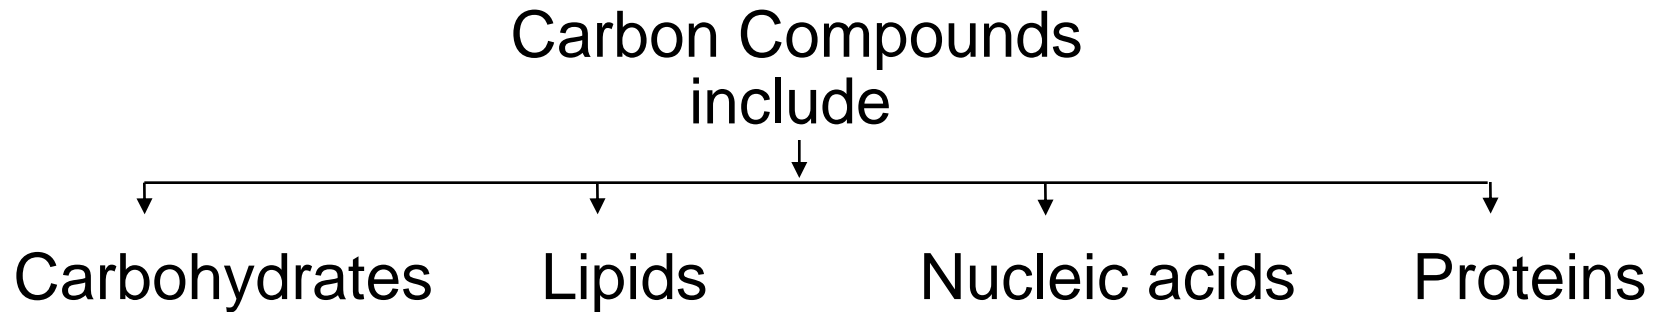 Carbon Compounds
include
Carbohydrates Lipids Nucleic acids Proteins